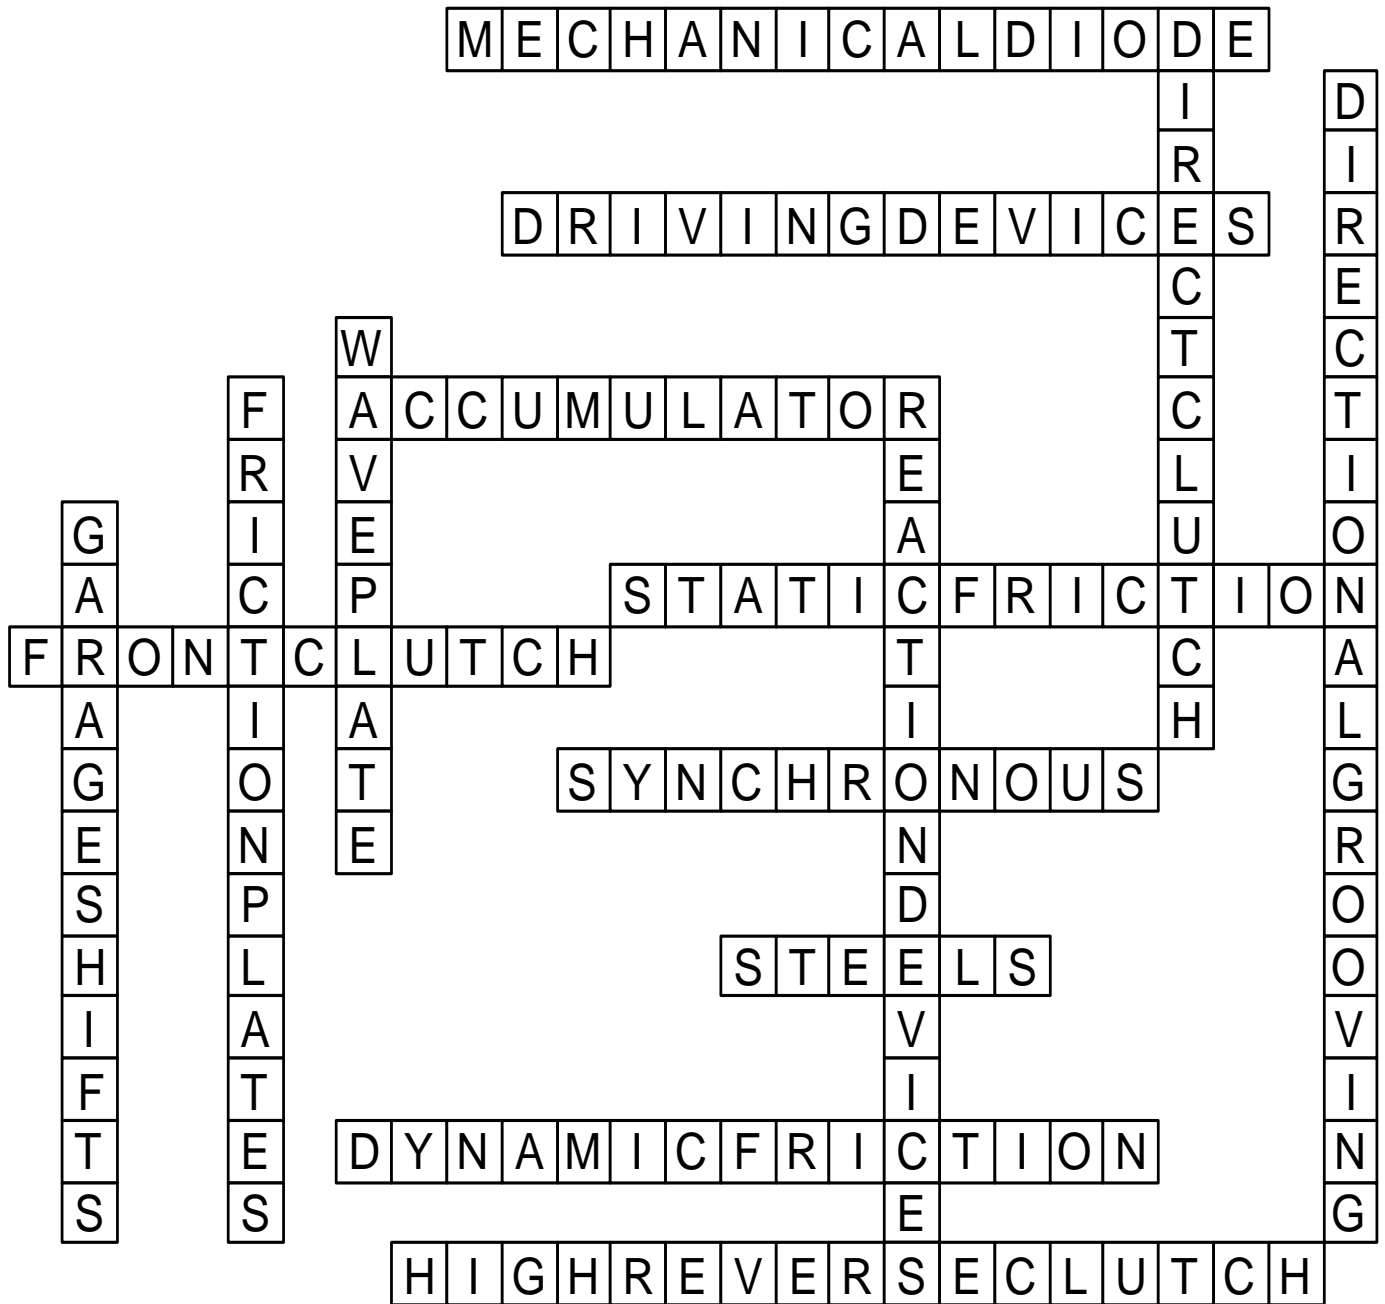 MECHANICALDIODE
DIRECTCLUTCH
DIRECTIONALGROOVING
DRIVINGDEVICES
WAVEPLATE
FRICTIONPLATES
ACCUMULATOR
REACTIONDEVICES
GARAGESHIFTS
STATICFRICTION
FRONTCLUTCH
SYNCHRONOUS
STEELS
DYNAMICFRICTION
HIGHREVERSECLUTCH